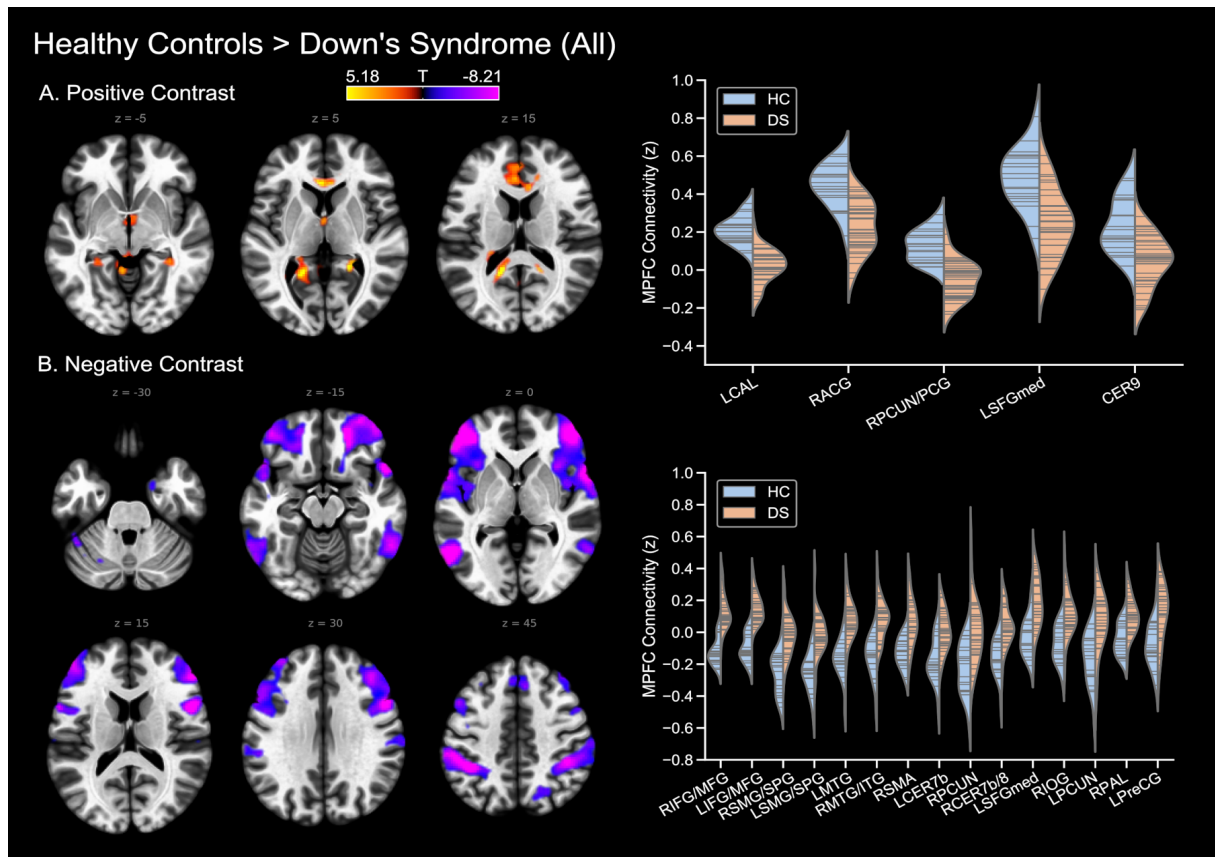 Healthy Controls > Down's Syndrome (All)
5.18 T -8.21
A. Positive Contrast
z = -5
z = 5
z = 15
B. Negative Contrast
z = -30
z = -15
z = 0
z = 15
z = 30
z = 45
1.0
0.8
0.6
0.4
0.2
0.0
−0.2
−0.4
MPFC Connectivity (z)
HC
DS
LCAL
RACG
RPCUN/PCG
LSFGmed
CER9
1.0
0.8
0.6
0.4
0.2
0.0
−0.2
−0.4
−0.6
−0.8
MPFC Connectivity (z)
HC
DS
RIFG/MFG
LIFG/MFG
RSMG/SPG
LSMG/SPG
LMTG
RMTG/ITG
RSMA
LCER7b
RPCUN
RCER7b/8
LSFGmed
RIOG
LPCUN
RPAL
LPreCG